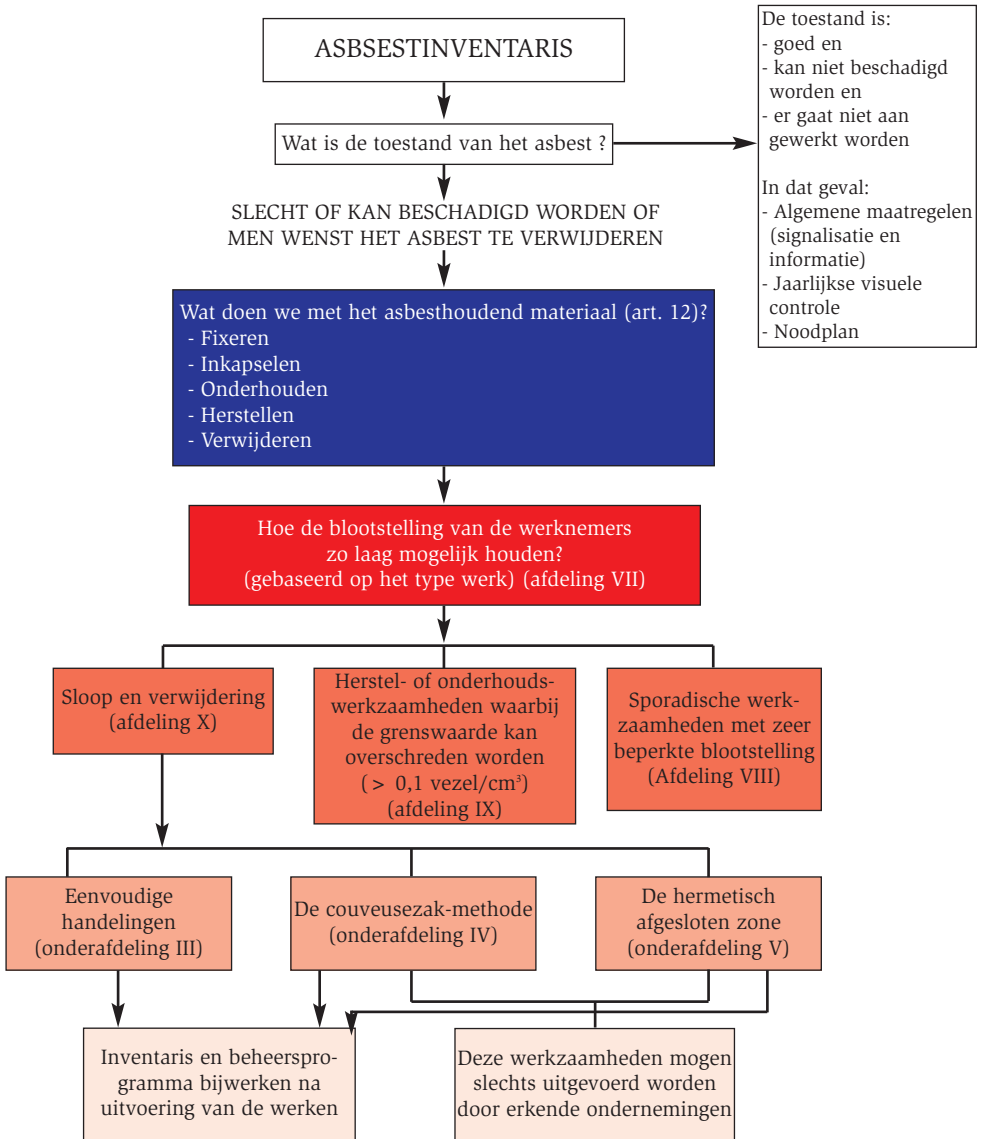 ASBSESTINVENTARIS
De toestand is:
- goed en
- kan niet beschadigd
worden en
- er gaat niet aan
gewerkt worden
In dat geval:
- Algemene maatregelen
(signalisatie en
informatie)
- Jaarlijkse visuele
controle
- Noodplan
Wat is de toestand van het asbest ?
SLECHT OF KAN BESCHADIGD WORDEN OF
MEN WENST HET ASBEST TE VERWIJDEREN
Wat doen we met het asbesthoudend materiaal (art. 12)?
- Fixeren
- Inkapselen
- Onderhouden
- Herstellen
- Verwijderen
Hoe de blootstelling van de werknemers
zo laag mogelijk houden?
(gebaseerd op het type werk) (afdeling VII)
Sloop en verwijdering
(afdeling X)
Herstel- of onderhouds-
werkzaamheden waarbij
de grenswaarde kan
overschreden worden
(> 0,1 vezel/cm³)
(afdeling IX)
Sporadische werk-
zaamheden met zeer
beperkte blootstelling
(Afdeling VIII)
Eenvoudige
handelingen
(onderafdeling III)
De couveusezak-methode
(onderafdeling IV)
De hermetisch
afgesloten zone
(onderafdeling V)
Inventaris en beheerspro-
gramma bijwerken na
uitvoering van de werken
Deze werkzaamheden mogen
slechts uitgevoerd worden
door erkende ondernemingen